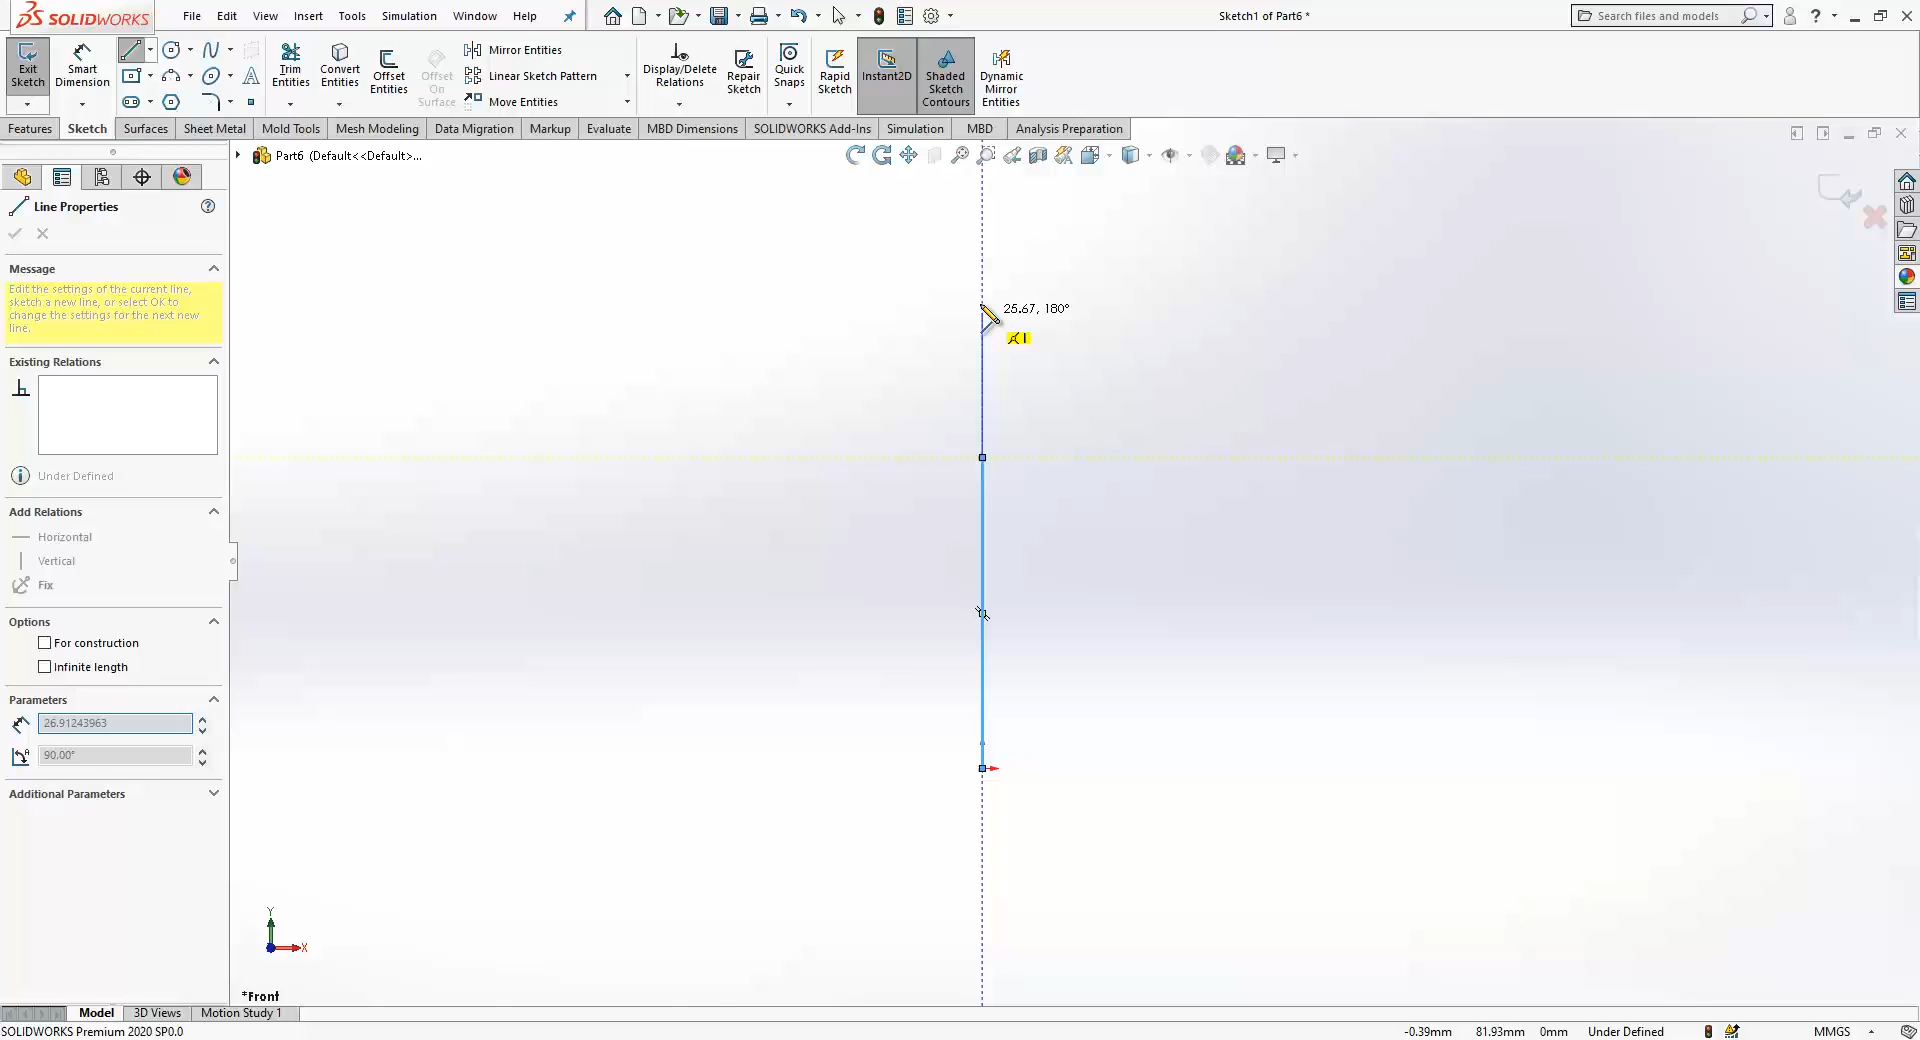 SOLIDWORKS
File Edit View Insert Tools Simulation Window Help
Sketch1 of Part6 *
Search files and models
Exit Sketch
Smart Dimension
Trim Entities
Convert Entities
Offset Entities
Offset On Surface
Mirror Entities
Linear Sketch Pattern
Move Entities
Display/Delete Relations
Repair Sketch
Quick Snaps
Rapid Sketch
Instant2D
Shaded Sketch Contours
Dynamic Mirror Entities
Features Sketch Surfaces Sheet Metal Mold Tools Mesh Modeling Data Migration Markup Evaluate MBD Dimensions SOLIDWORKS Add-Ins Simulation MBD Analysis Preparation
Part6 (Default<<Default>...
Line Properties
Message
Edit the settings of the current line,
sketch a new line, or select OK to
change the settings for the next new
line.
Existing Relations
Under Defined
Add Relations
Horizontal
Vertical
Fix
Options
For construction
Infinite length
Parameters
26.91243963
90.00°
Additional Parameters
25.67, 180°
Y
X
*Front
Model 3D Views Motion Study 1
SOLIDWORKS Premium 2020 SP0.0
-0.39mm 81.93mm 0mm Under Defined MMGS